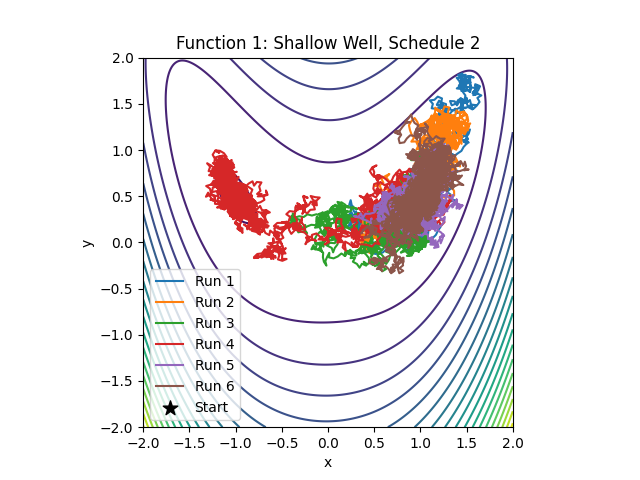 Function 1: Shallow Well, Schedule 2
2.0
1.5
1.0
0.5
0.0
−0.5
−1.0
−1.5
−2.0
y
Run 1
Run 2
Run 3
Run 4
Run 5
Run 6
Start
−2.0 −1.5 −1.0 −0.5 0.0 0.5 1.0 1.5 2.0
x